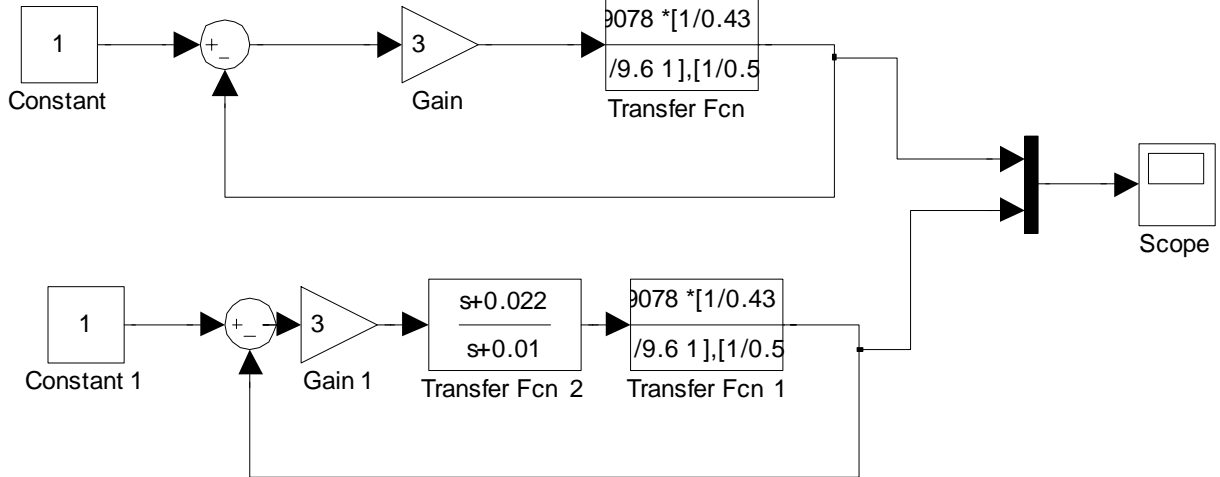 1
Constant
+
−
3
Gain
9078 *[1/0.43
/9.6 1],[1/0.5
Transfer Fcn
Scope
1
Constant 1
+
−
3
Gain 1
s+0.022
s+0.01
Transfer Fcn 2
9078 *[1/0.43
/9.6 1],[1/0.5
Transfer Fcn 1